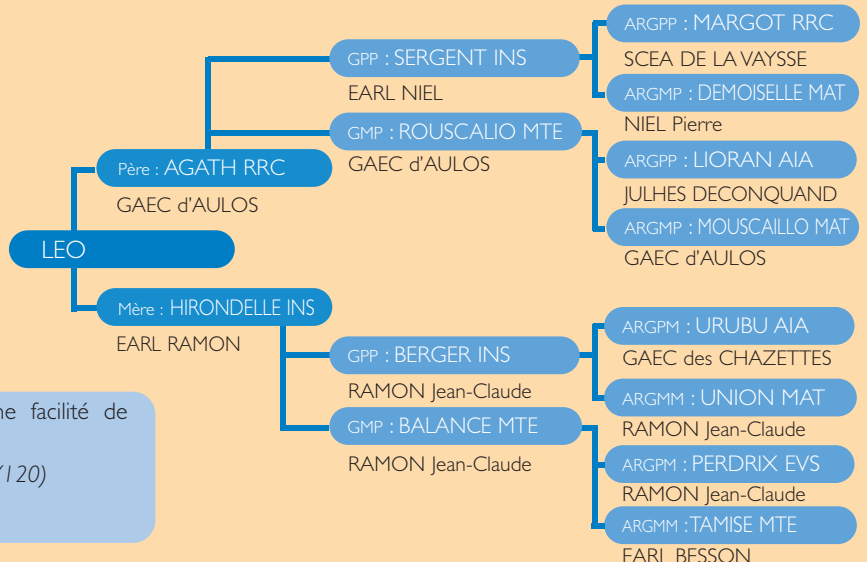 LEO
Père : AGATH RRC
GAEC d'AULOS
Mère : HIRONDELLE INS
EARL RAMON
GPP : SERGENT INS
EARL NIEL
GMP : ROUSCALIO MTE
GAEC d'AULOS
GPP : BERGER INS
RAMON Jean-Claude
GMP : BALANCE MTE
RAMON Jean-Claude
ARGPP : MARGOT RRC
SCEA DE LA VAYSSE
ARGMP : DEMOISELLE MAT
NIEL Pierre
ARGPP : LIORAN AIA
JULHES DECONQUAND
ARGMP : MOUSCAILLO MAT
GAEC d'AULOS
ARGPM : URUBU AIA
GAEC des CHAZETTES
ARGMM : UNION MAT
RAMON Jean-Claude
ARGPM : PERDRIX EVS
RAMON Jean-Claude
ARGMM : TAMISE MTE
EARL BESSON
facilité de
120)